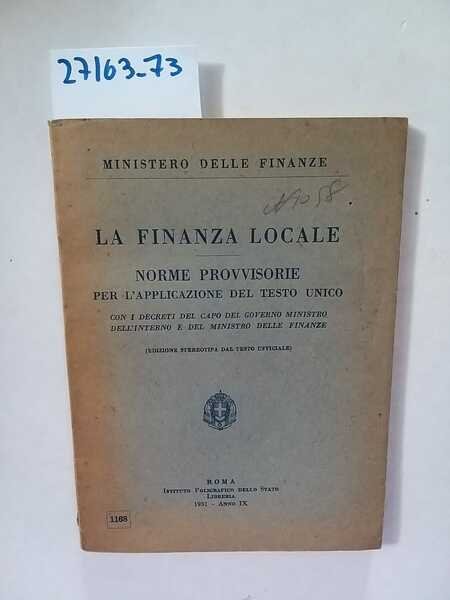 27/63-73
MINISTERO DELLE FINANZE
LA FINANZA LOCALE
NORME PROVVISORIE
PER L'APPLICAZIONE DEL TESTO UNICO
CON I DECRETI DEL CAPO DEL GOVERNO MINISTRO
DELL'INTERNO E DEL MINISTRO DELLE FINANZE
(EDIZIONE STEREOTIPA DAL TESTO UFFICIALE)
ROMA
ISTITUTO POLIGRAFICO DELLO STATO
LIBRERIA
1931 - ANNO IX
1168